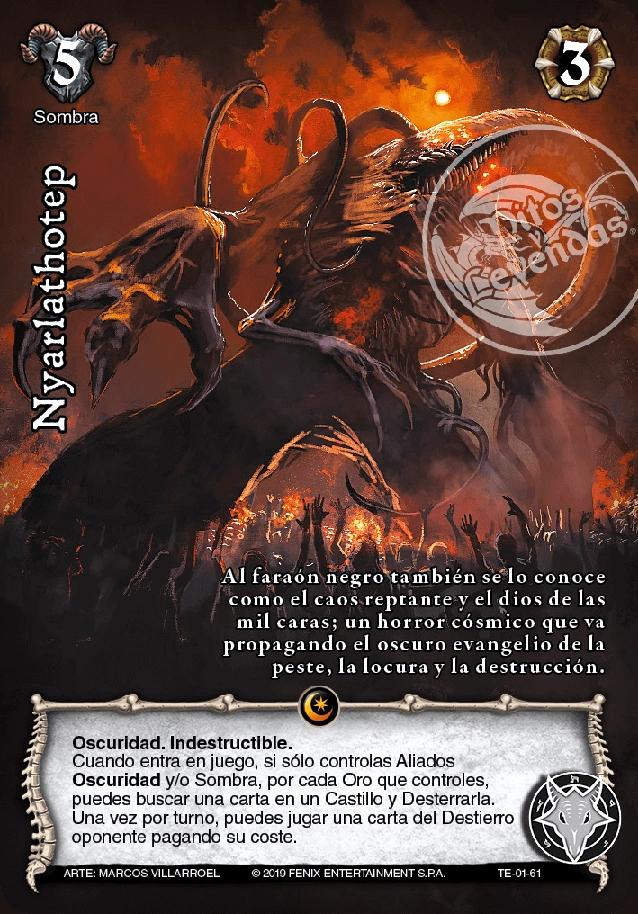 5
3
Sombra
Nyarlathotep
Mitos
y
Leyendas
Al faraón negro también se lo conoce
como el caos reptante y el dios de las
mil caras; un horror cósmico que va
propagando el oscuro evangelio de la
peste, la locura y la destrucción.
Oscuridad. Indestructible.
Cuando entra en juego, si sólo controlas Aliados
Oscuridad y/o Sombra, por cada Oro que controles,
puedes buscar una carta en un Castillo y Desterrarla.
Una vez por turno, puedes jugar una carta del Destierro
oponente pagando su coste.
ARTE: MARCOS VILLARROEL © 2019 FENIX ENTERTAINMENT S.P.A. TE-01-61